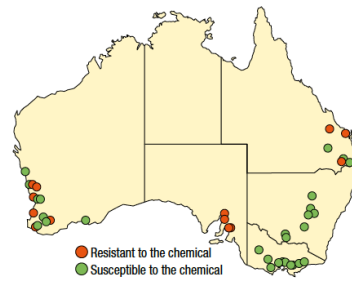 Resistant to the chemical
Susceptible to the chemical